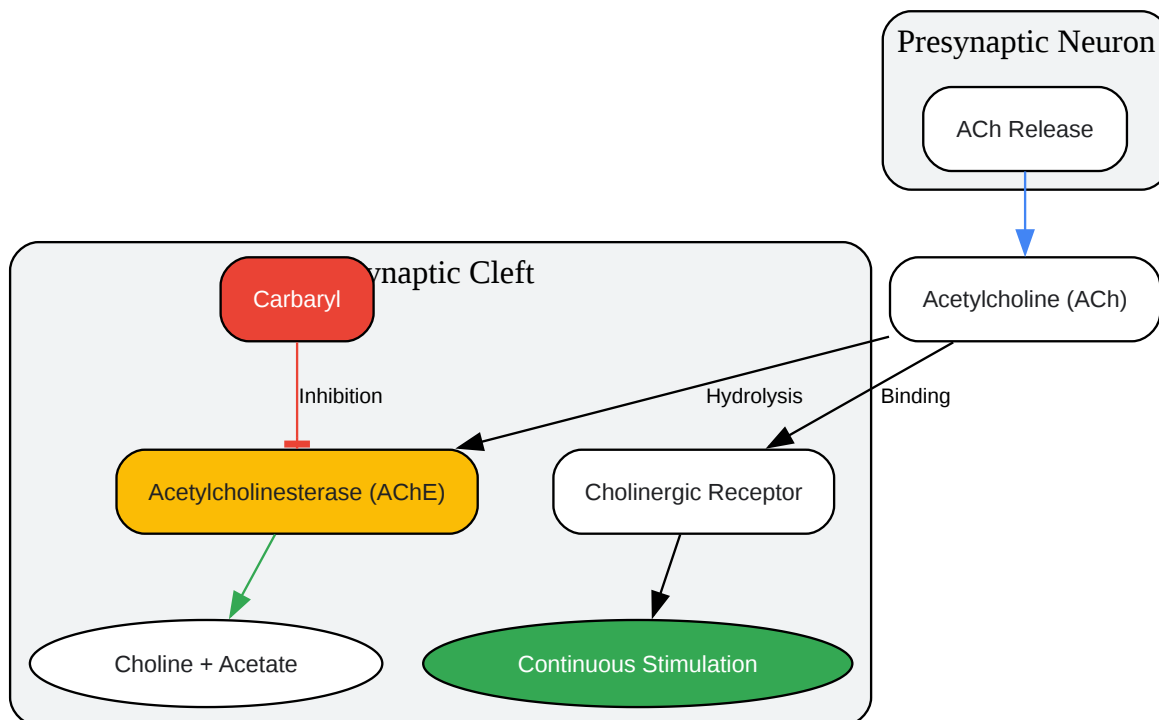 Presynaptic Neuron
ACh Release
ynaptic Cleft
Carbaryl
Acetylcholine (ACh)
Inhibition
Hydrolysis
Binding
Acetylcholinesterase (AChE)
Cholinergic Receptor
Choline + Acetate
Continuous Stimulation